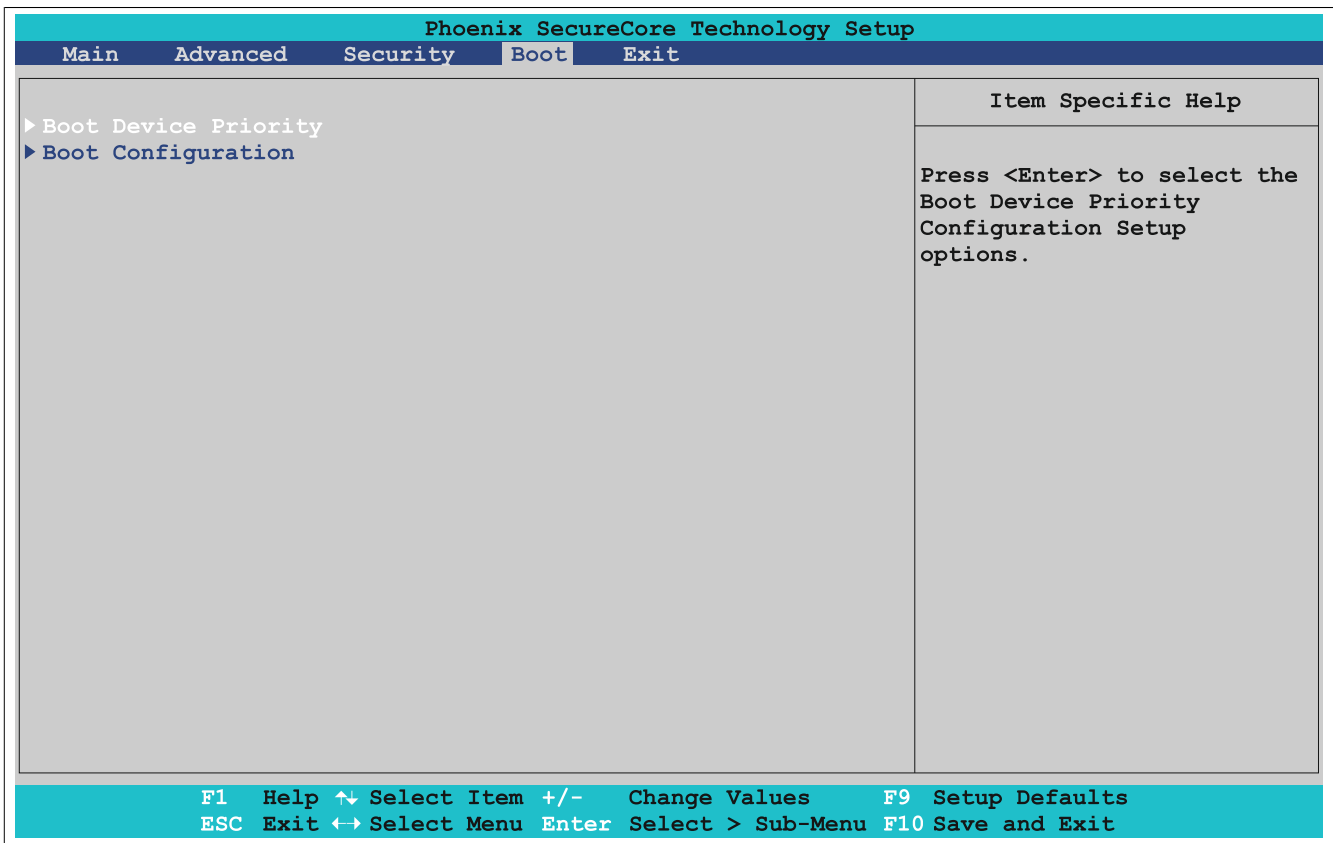 Phoenix SecureCore Technology Setup
Main Advanced Security Boot Exit
Boot Device Priority
Boot Configuration
Item Specific Help
Press <Enter> to select the
Boot Device Priority
Configuration Setup
options.
F1 Help ↑↓ Select Item +/- Change Values F9 Setup Defaults
ESC Exit ←→ Select Menu Enter Select > Sub-Menu F10 Save and Exit